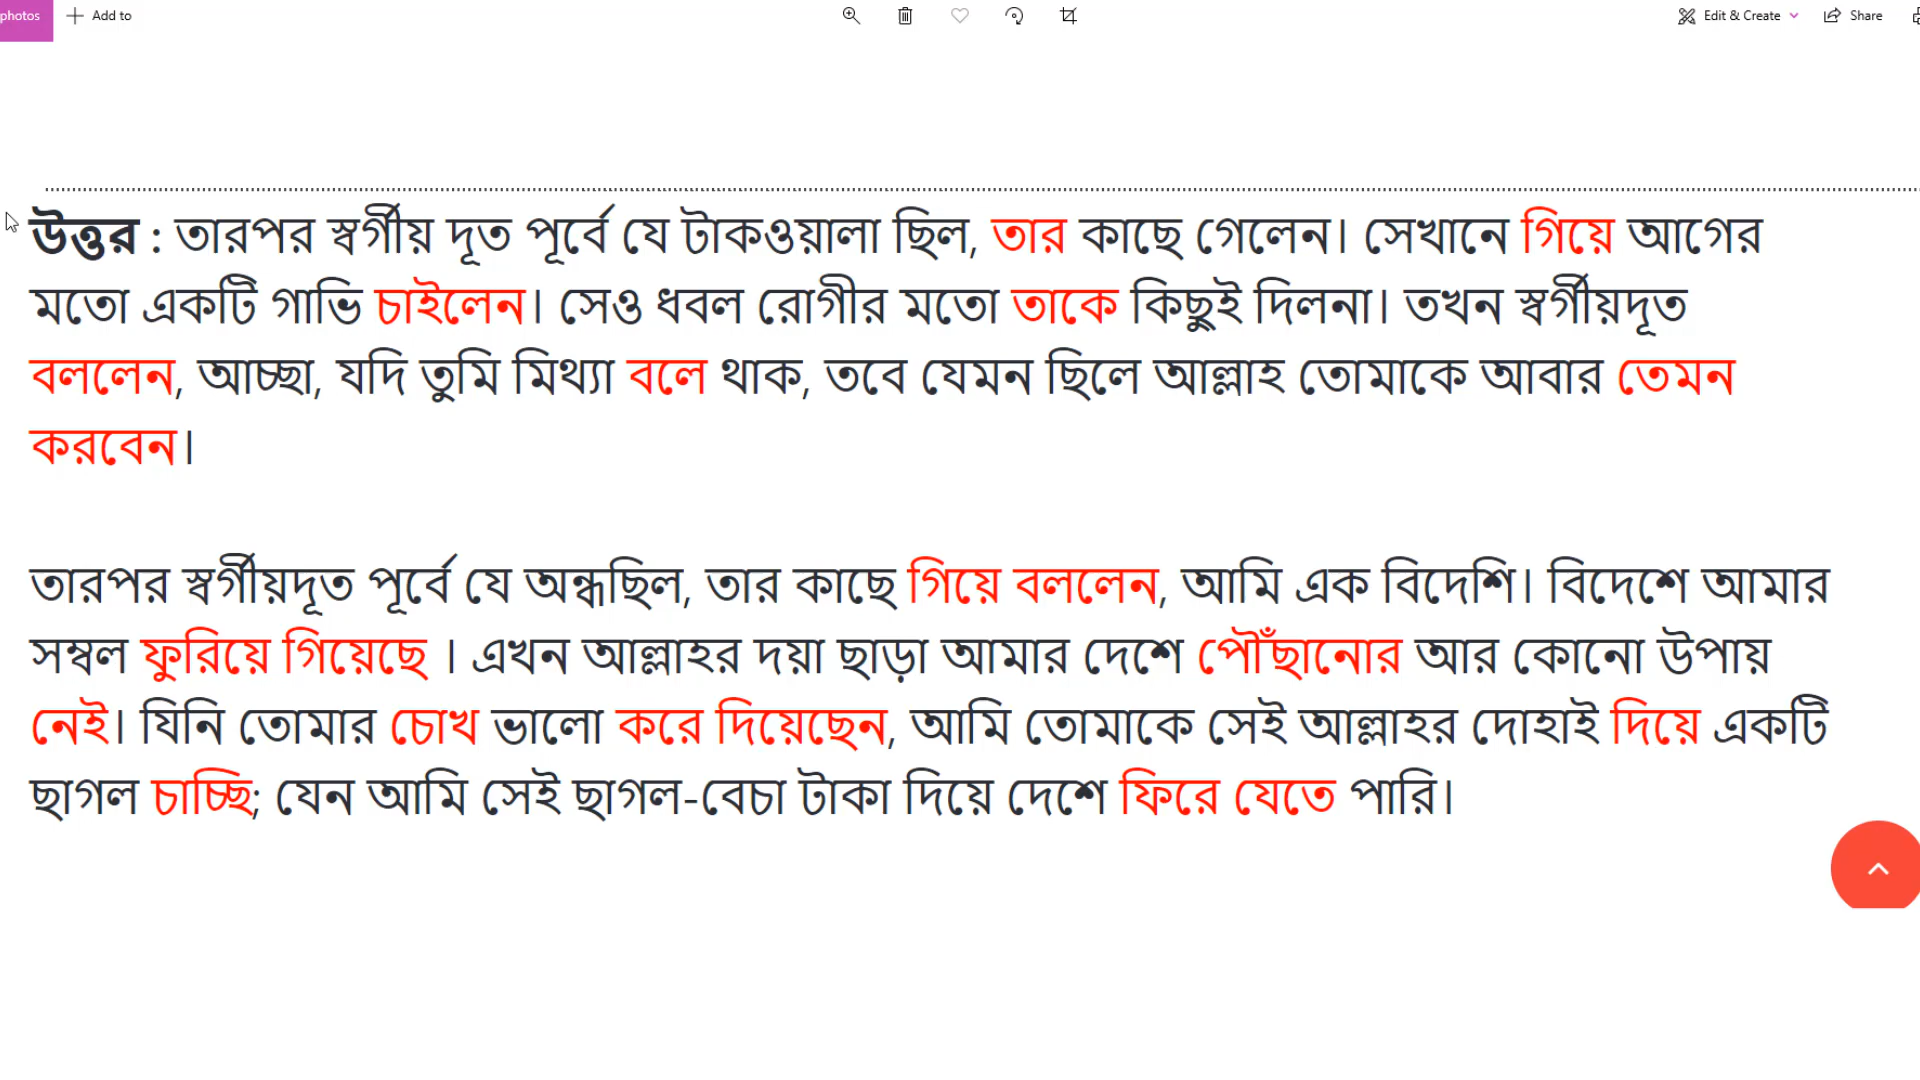 photos Add to Edit & Create Share
উত্তর : তারপর স্বর্গীয় দূত পূর্বে যে টাকওয়ালা ছিল, তার কাছে গেলেন। সেখানে গিয়ে আগের
মতো একটি গাভি চাইলেন। সেও ধবল রোগীর মতো তাকে কিছুই দিলনা। তখন স্বর্গীয়দূত
বললেন, আচ্ছা, যদি তুমি মিথ্যা বলে থাক, তবে যেমন ছিলে আল্লাহ তোমাকে আবার তেমন
করবেন।
তারপর স্বর্গীয়দূত পূর্বে যে অন্ধছিল, তার কাছে গিয়ে বললেন, আমি এক বিদেশি। বিদেশে আমার
সম্বল ফুরিয়ে গিয়েছে । এখন আল্লাহর দয়া ছাড়া আমার দেশে পৌঁছানোর আর কোনো উপায়
নেই। যিনি তোমার চোখ ভালো করে দিয়েছেন, আমি তোমাকে সেই আল্লাহর দোহাই দিয়ে একটি
ছাগল চাচ্ছি; যেন আমি সেই ছাগল-বেচা টাকা দিয়ে দেশে ফিরে যেতে পারি।